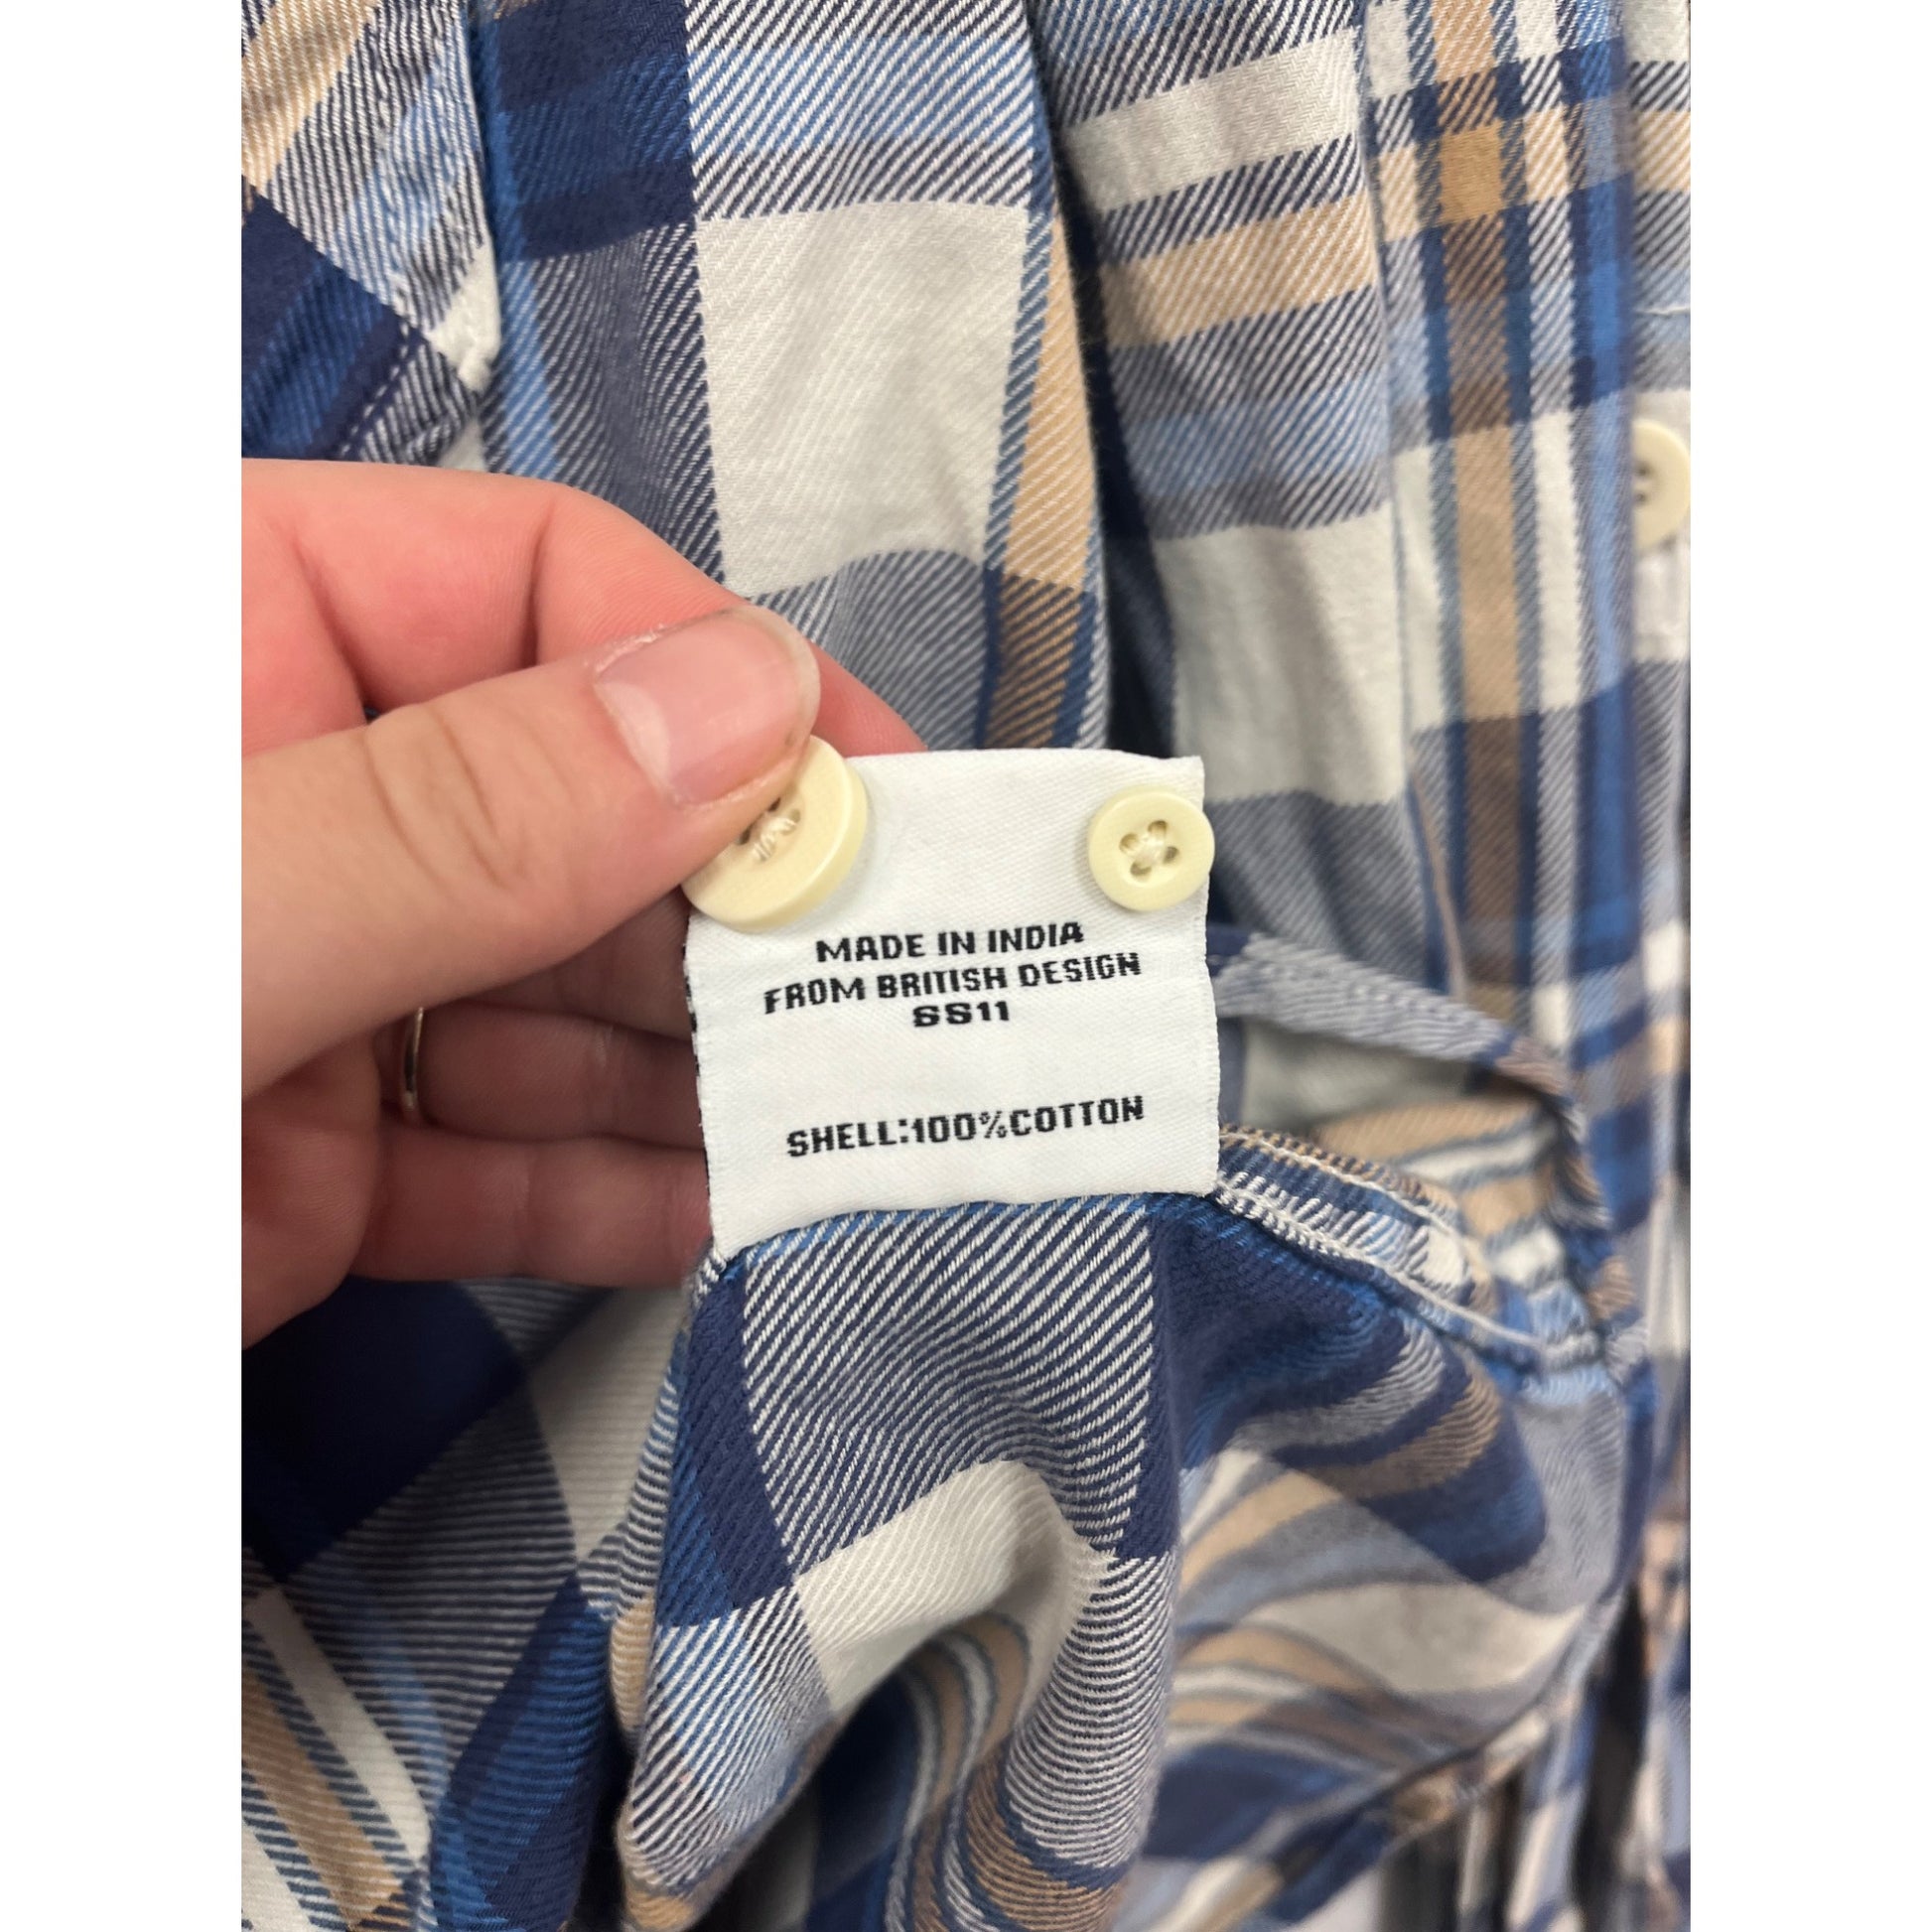 MADE IN INDIA
FROM BRITISH DESIGN
SS11
SHELL:100%COTTON